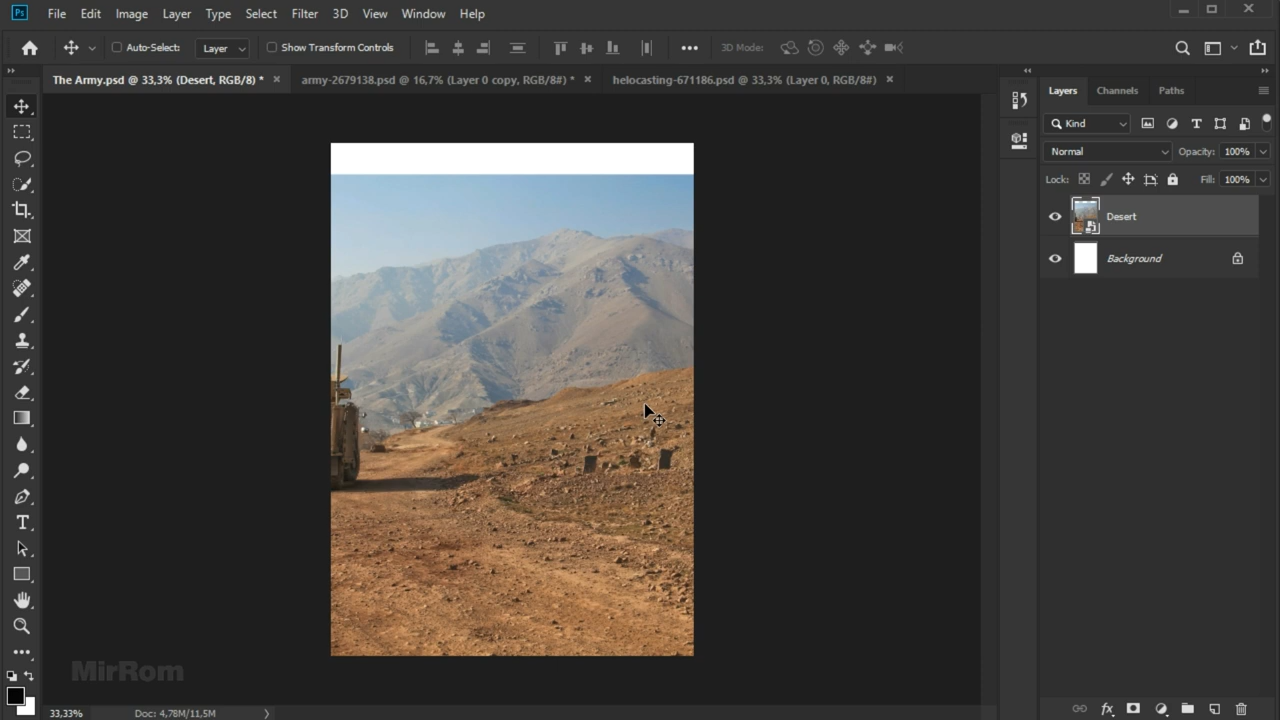 Ps File Edit Image Layer Type Select Filter 3D View Window Help
Auto-Select: Layer Show Transform Controls 3D Mode:
The Army.psd @ 33,3% (Desert, RGB/8) * army-2679138.psd @ 16,7% (Layer 0 copy, RGB/8#) * helocasting-671186.psd @ 33,3% (Layer 0, RGB/8#)
Layers Channels Paths
Kind
Normal Opacity: 100%
Lock: Fill: 100%
Desert
Background
MirRom
33,33% Doc: 4,78M/11,5M